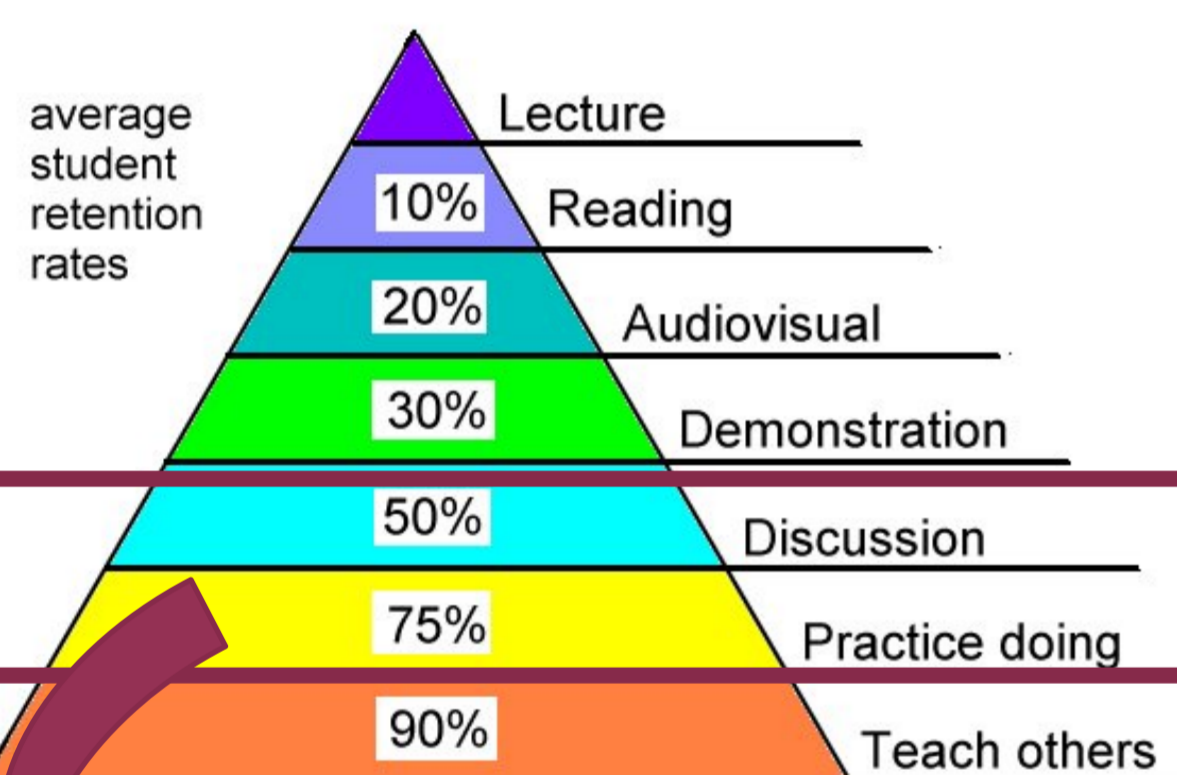 average
student
retention
rates
Lecture
10% Reading
20% Audiovisual
30% Demonstration
50% Discussion
75% Practice doing
90% Teach others